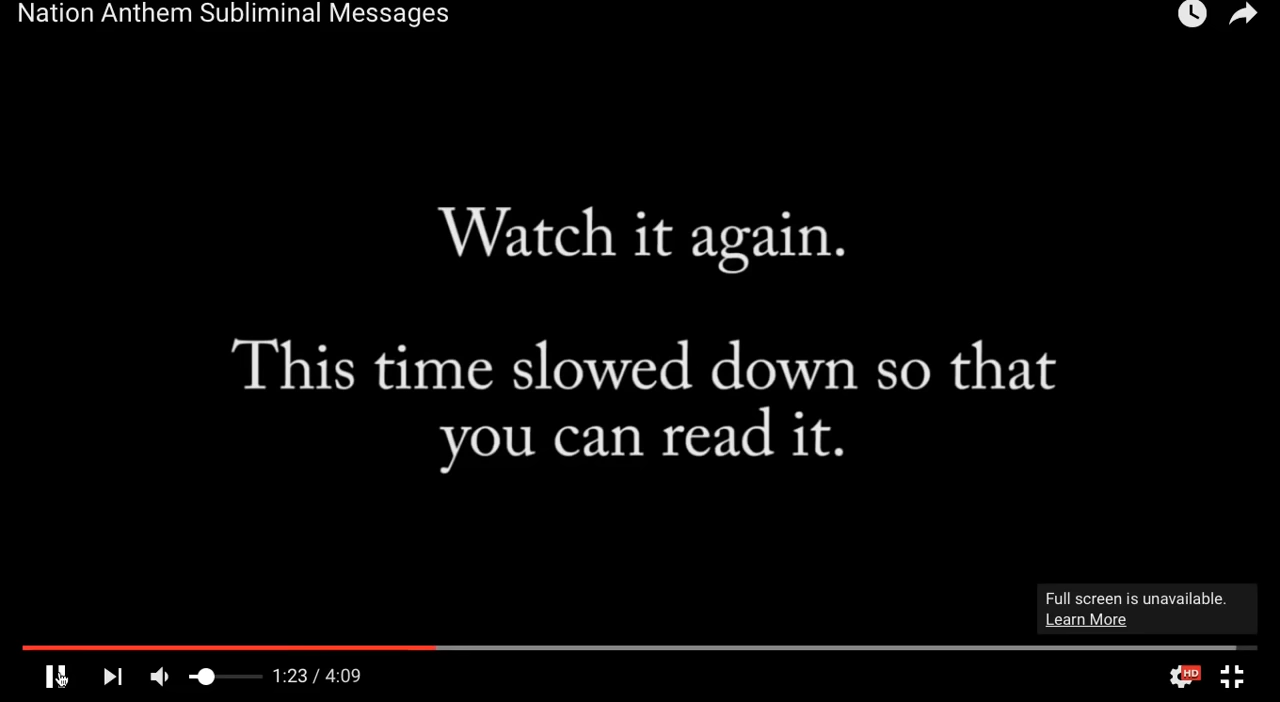 Nation Anthem Subliminal Messages
Watch it again.
This time slowed down so that
you can read it.
Full screen is unavailable.
Learn More
1:23 / 4:09
HD